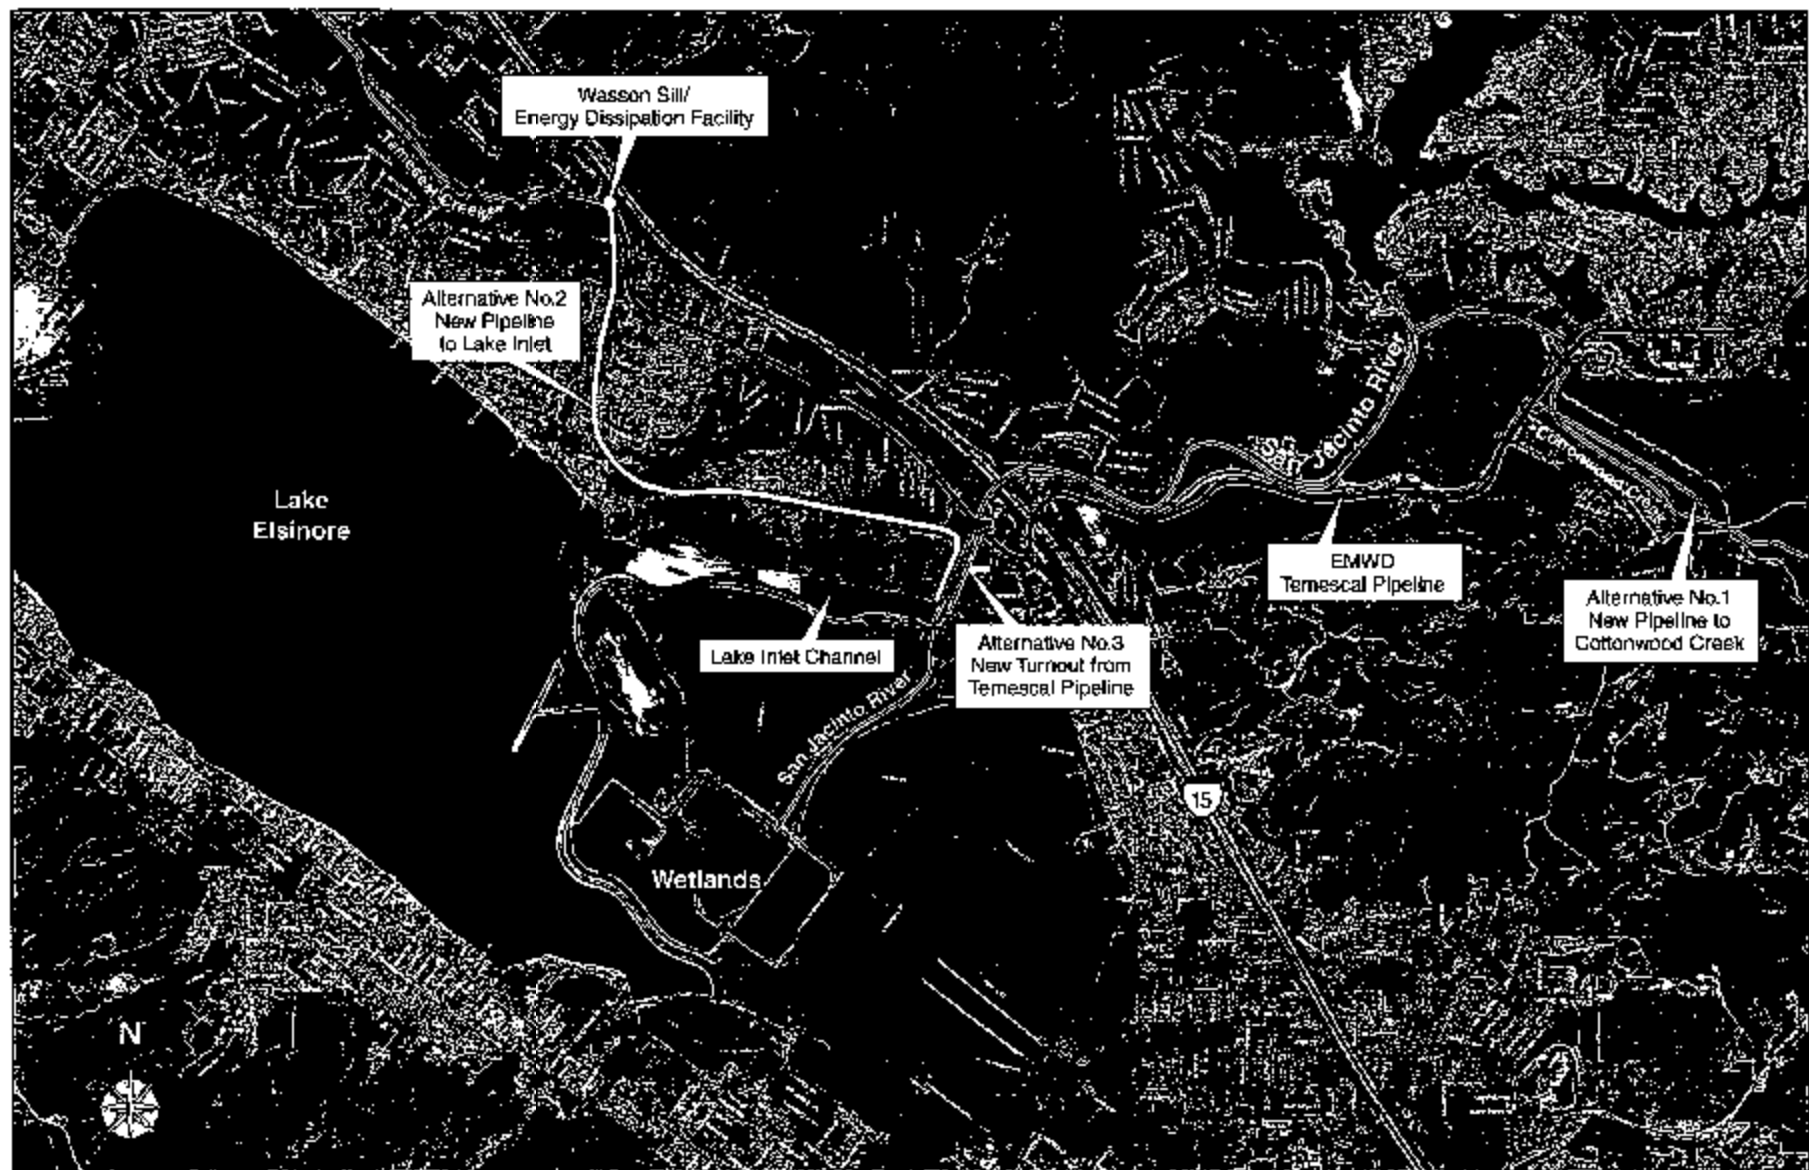 Wasson Sill/
Energy Dissipation Facility
Temescal Creek
Alternative No.2
New Pipeline
to Lake Inlet
San Jacinto River
San
Cottonwood Creek
Lake
Elsinore
EMWD
Temescal Pipeline
Alternative No.1
New Pipeline to
Cottonwood Creek
Lake Inlet Channel
Alternative No.3
New Turnout from
Temescal Pipeline
San Jacinto River
15
Wetlands
N